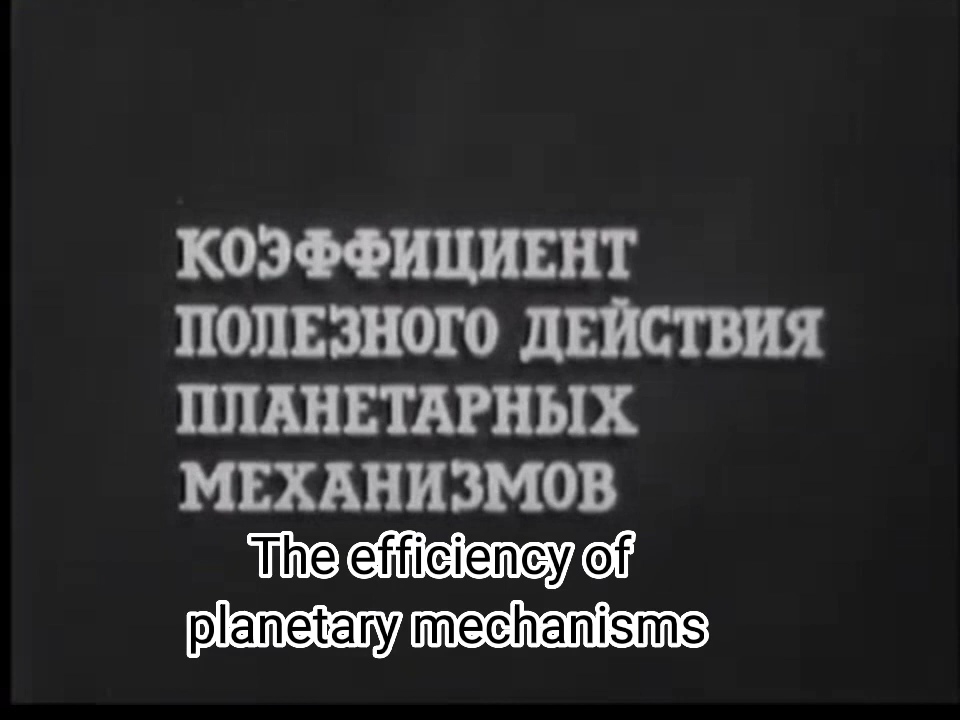 КОЭФФИЦИЕНТ
ПОЛЕЗНОГО ДЕЙСТВИЯ
ПЛАНЕТАРНЫХ
МЕХАНИЗМОВ
The efficiency of
planetary mechanisms